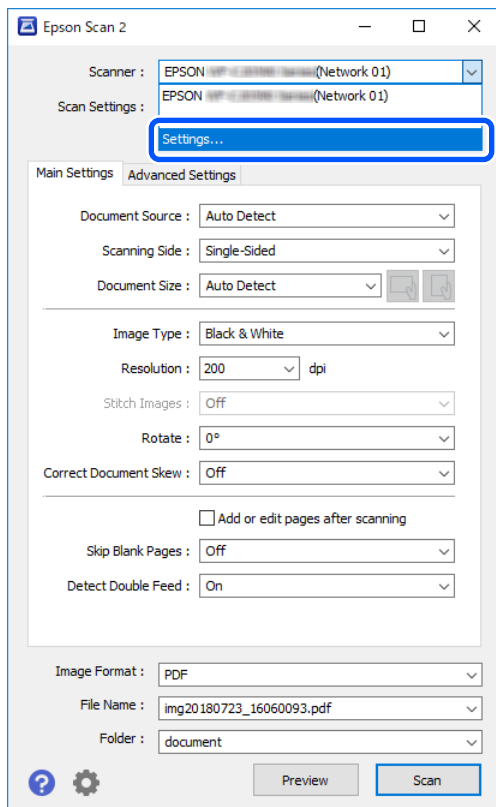 Epson Scan 2
Scanner : EPSON (Network 01)
EPSON (Network 01)
Scan Settings :
Settings...
Main Settings Advanced Settings
Document Source : Auto Detect
Scanning Side : Single-Sided
Document Size : Auto Detect
Image Type : Black & White
Resolution : 200 dpi
Stitch Images : Off
Rotate : 0°
Correct Document Skew : Off
Add or edit pages after scanning
Skip Blank Pages : Off
Detect Double Feed : On
Image Format : PDF
File Name : img20180723_16060093.pdf
Folder : document
Preview Scan